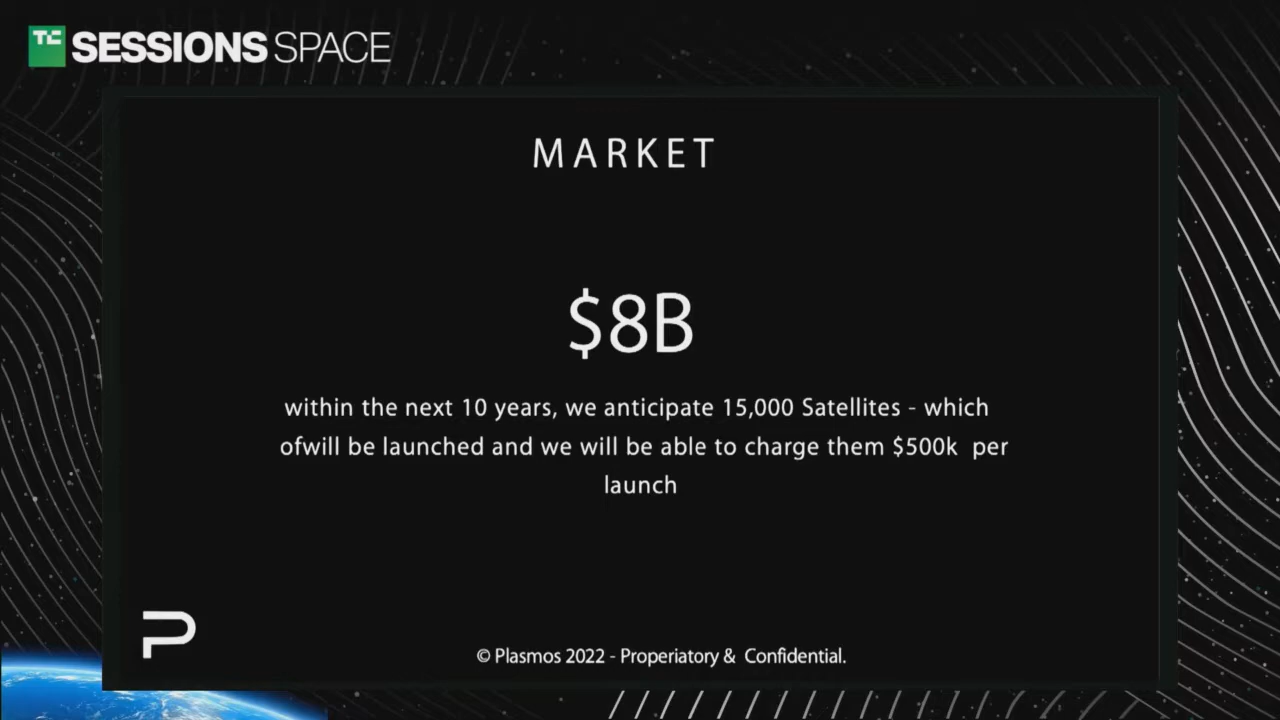 TC SESSIONS SPACE
MARKET
$8B
within the next 10 years, we anticipate 15,000 Satellites - which
ofwill be launched and we will be able to charge them $500k  per
launch
P
© Plasmos 2022 - Properiatory &  Confidential.